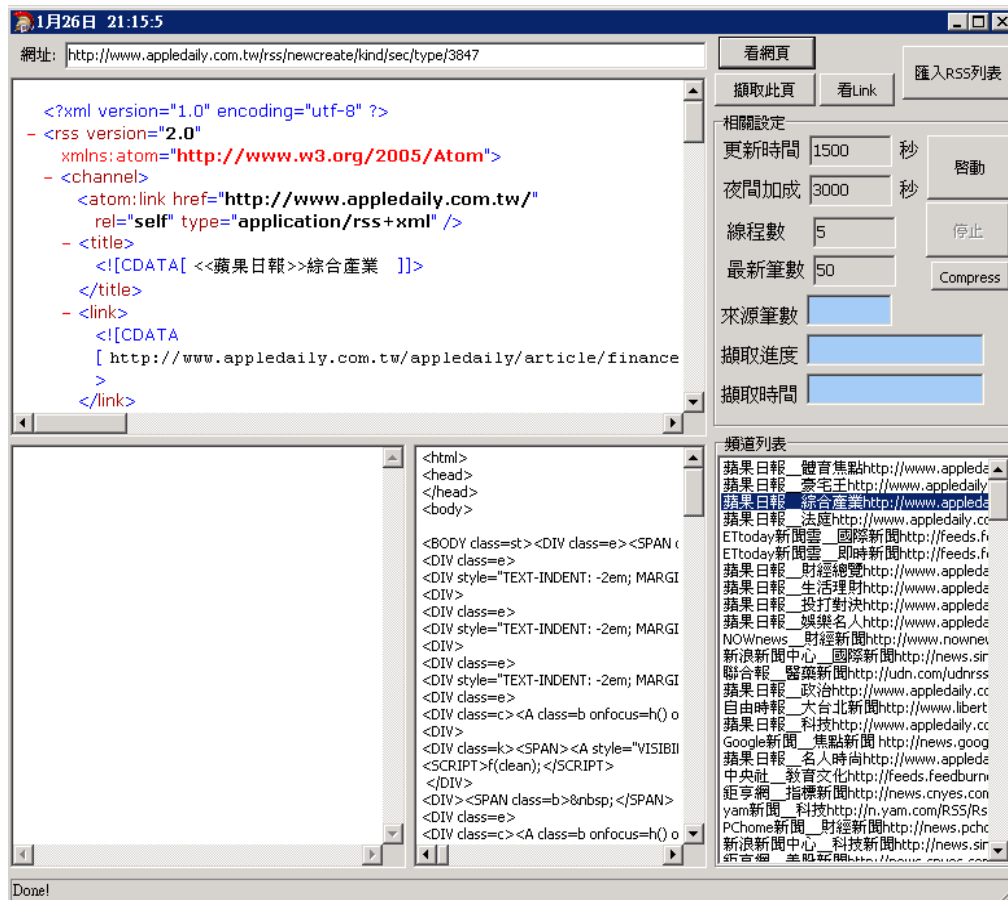 1月26日 21:15:5
網址: http://www.appledaily.com.tw/rss/newcreate/kind/sec/type/3847
看網頁
擷取此頁
看Link
匯入RSS列表
<?xml version="1.0" encoding="utf-8" ?>
- <rss version="2.0"
xmlns:atom="http://www.w3.org/2005/Atom">
- <channel>
<atom:link href="http://www.appledaily.com.tw/"
rel="self" type="application/rss+xml" />
- <title>
<![CDATA[ <<蘋果日報>>綜合產業 ]]>
</title>
- <link>
<![CDATA
[ http://www.appledaily.com.tw/appledaily/article/finance
>
</link>
相關設定
更新時間 1500 秒
夜間加成 3000 秒
線程數 5
最新筆數 50
來源筆數
擷取進度
擷取時間
啟動
停止
Compress
<html>
<head>
</head>
<body>
<BODY class=st><DIV class=e><SPAN c
<DIV class=e>
<DIV style="TEXT-INDENT: -2em; MARGI
<DIV>
<DIV class=e>
<DIV style="TEXT-INDENT: -2em; MARGI
<DIV>
<DIV class=e>
<DIV style="TEXT-INDENT: -2em; MARGI
<DIV class=e>
<DIV class=c><A class=b onfocus=h() o
<DIV>
<DIV class=k><SPAN><A style="VISIBII
<SCRIPT>f(clean);</SCRIPT>
</DIV>
<DIV><SPAN class=b>&nbsp;</SPAN>
<DIV class=e>
<DIV class=c><A class=b onfocus=h() o
頻道列表
蘋果日報__體育焦點http://www.appleda
蘋果日報__豪宅王http://www.appledaily
蘋果日報__綜合產業http://www.appleda
蘋果日報__法庭http://www.appledaily.cc
ETtoday新聞雲__國際新聞http://feeds.fe
ETtoday新聞雲__即時新聞http://feeds.fe
蘋果日報__財經總覽http://www.appleda
蘋果日報__生活理財http://www.appleda
蘋果日報__投打對決http://www.appleda
蘋果日報__娛樂名人http://www.appleda
NOWnews__財經新聞http://www.nownew
新浪新聞中心__國際新聞http://news.sir
聯合報__醫藥新聞http://udn.com/udnrss
蘋果日報__政治http://www.appledaily.cc
自由時報__大台北新聞http://www.libert
蘋果日報__科技http://www.appledaily.cc
Google新聞__焦點新聞 http://news.goog
蘋果日報__名人時尚http://www.appleda
中央社__教育文化http://feeds.feedburn
鉅亨網__指標新聞http://news.cnyes.con
yam新聞__科技http://n.yam.com/RSS/Rs
PChome新聞__財經新聞http://news.pchc
新浪新聞中心__科技新聞http://news.sir
鉅亨網__美股新聞http://news.cnyes.con
Done!